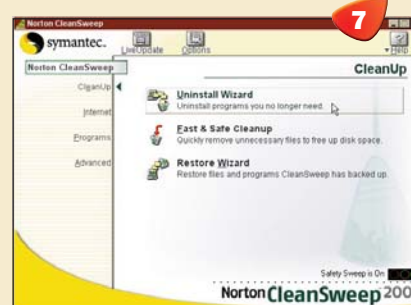 7
Norton CleanSweep
symantec.
LiveUpdate
Options
Help
Norton CleanSweep
CleanUp
CleanUp
Internet
Programs
Advanced
Uninstall Wizard
Uninstall programs you no longer need.
Fast & Safe Cleanup
Quickly remove unnecessary files to free up disk space.
Restore Wizard
Restore files and programs CleanSweep has backed up.
Safety Sweep is On
Norton CleanSweep 200